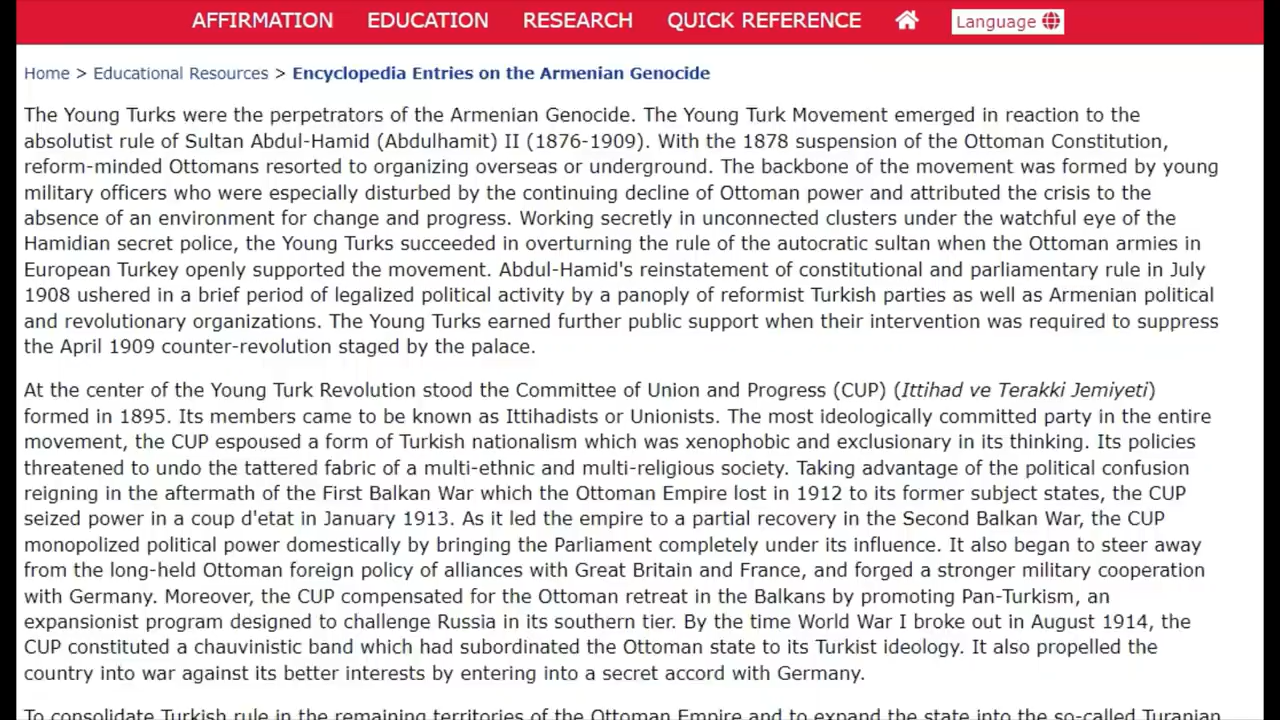 AFFIRMATION EDUCATION RESEARCH QUICK REFERENCE Language
Home > Educational Resources > Encyclopedia Entries on the Armenian Genocide
The Young Turks were the perpetrators of the Armenian Genocide. The Young Turk Movement emerged in reaction to the
absolutist rule of Sultan Abdul-Hamid (Abdulhamit) II (1876-1909). With the 1878 suspension of the Ottoman Constitution,
reform-minded Ottomans resorted to organizing overseas or underground. The backbone of the movement was formed by young
military officers who were especially disturbed by the continuing decline of Ottoman power and attributed the crisis to the
absence of an environment for change and progress. Working secretly in unconnected clusters under the watchful eye of the
Hamidian secret police, the Young Turks succeeded in overturning the rule of the autocratic sultan when the Ottoman armies in
European Turkey openly supported the movement. Abdul-Hamid's reinstatement of constitutional and parliamentary rule in July
1908 ushered in a brief period of legalized political activity by a panoply of reformist Turkish parties as well as Armenian political
and revolutionary organizations. The Young Turks earned further public support when their intervention was required to suppress
the April 1909 counter-revolution staged by the palace.
At the center of the Young Turk Revolution stood the Committee of Union and Progress (CUP) (Ittihad ve Terakki Jemiyeti)
formed in 1895. Its members came to be known as Ittihadists or Unionists. The most ideologically committed party in the entire
movement, the CUP espoused a form of Turkish nationalism which was xenophobic and exclusionary in its thinking. Its policies
threatened to undo the tattered fabric of a multi-ethnic and multi-religious society. Taking advantage of the political confusion
reigning in the aftermath of the First Balkan War which the Ottoman Empire lost in 1912 to its former subject states, the CUP
seized power in a coup d'etat in January 1913. As it led the empire to a partial recovery in the Second Balkan War, the CUP
monopolized political power domestically by bringing the Parliament completely under its influence. It also began to steer away
from the long-held Ottoman foreign policy of alliances with Great Britain and France, and forged a stronger military cooperation
with Germany. Moreover, the CUP compensated for the Ottoman retreat in the Balkans by promoting Pan-Turkism, an
expansionist program designed to challenge Russia in its southern tier. By the time World War I broke out in August 1914, the
CUP constituted a chauvinistic band which had subordinated the Ottoman state to its Turkist ideology. It also propelled the
country into war against its better interests by entering into a secret accord with Germany.
To consolidate Turkish rule in the remaining territories of the Ottoman Empire and to expand the state into the so-called Turanian